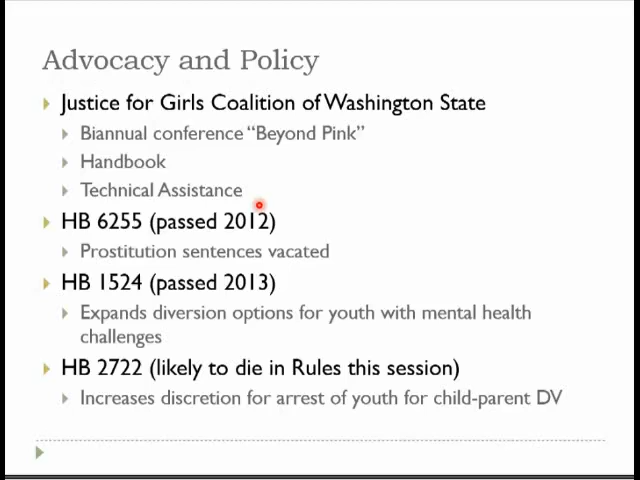 Advocacy and Policy
Justice for Girls Coalition of Washington State
Biannual conference “Beyond Pink”
Handbook
Technical Assistance
HB 6255 (passed 2012)
Prostitution sentences vacated
HB 1524 (passed 2013)
Expands diversion options for youth with mental health
challenges
HB 2722 (likely to die in Rules this session)
Increases discretion for arrest of youth for child-parent DV